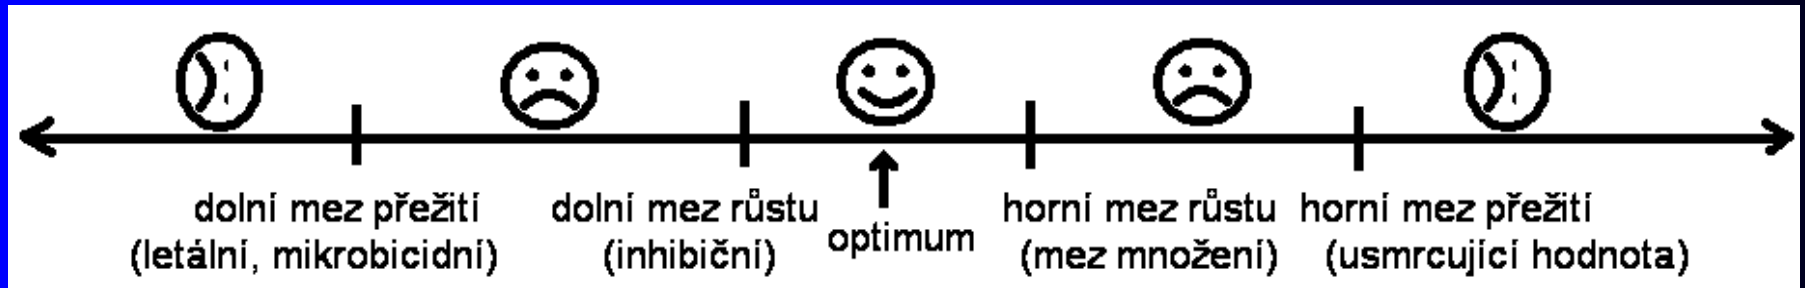 dolní mez přežití
(letální, mikrobicidní)
dolní mez růstu
(inhibiční)
optimum
horní mez růstu
(mez množení)
horní mez přežití
(usmrcující hodnota)